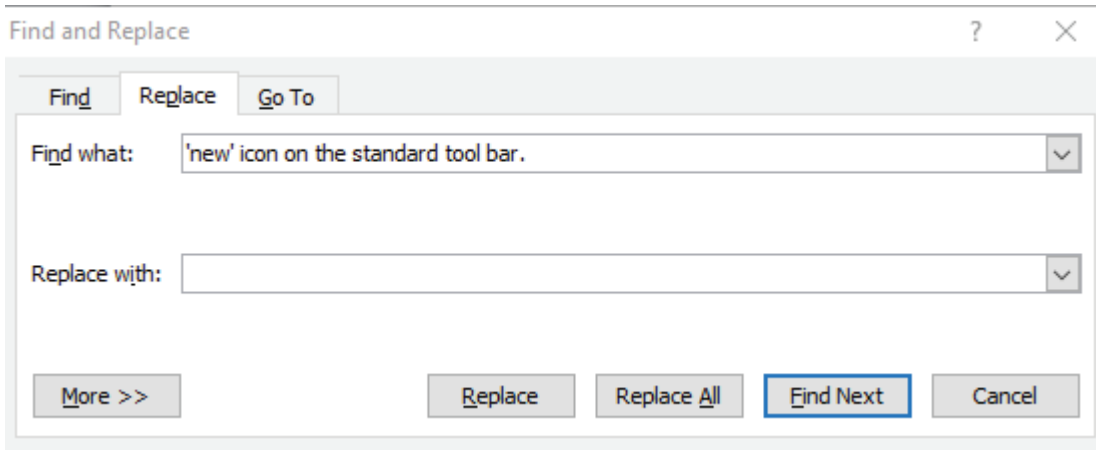 Find and Replace ?
Find Replace Go To
Find what: 'new' icon on the standard tool bar.
Replace with:
More >> Replace Replace All Find Next Cancel